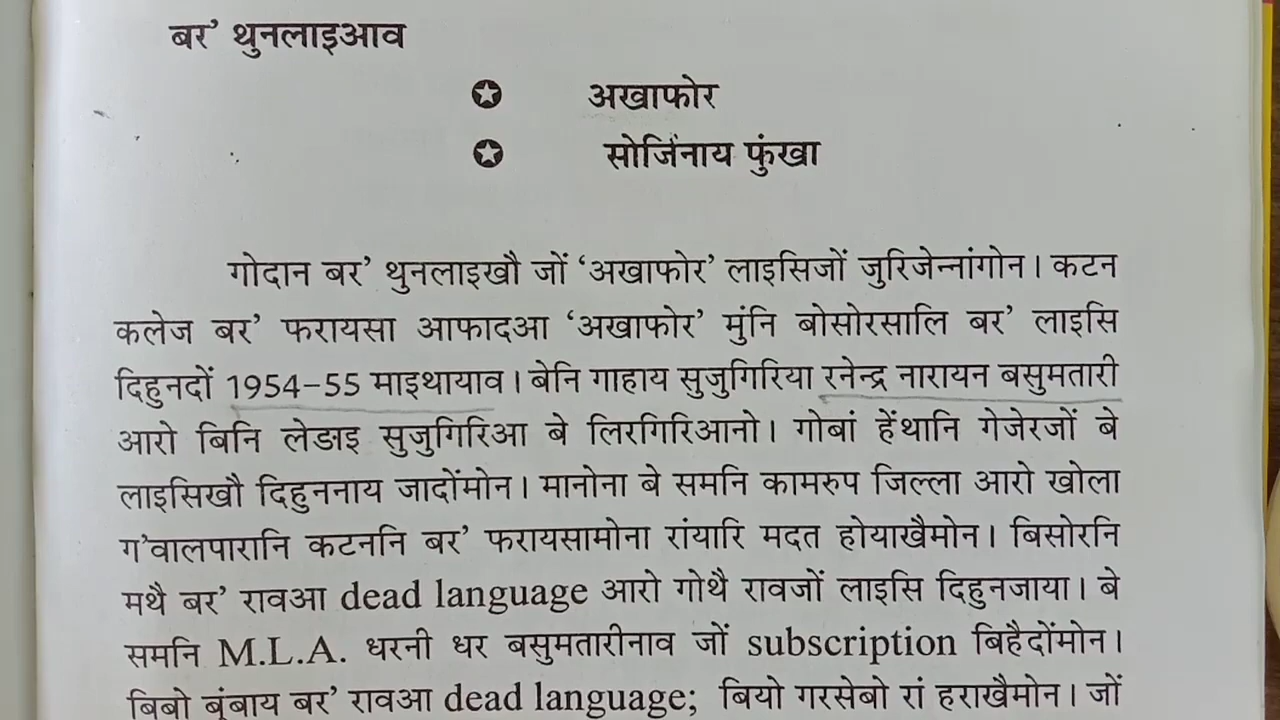 बर’ थुनलाइआव
✪ अखाफोर
✪ सोर्जिनाय फुंखा
गोदान बर’ थुनलाइखौ जों ‘अखाफोर’ लाइसिजों जुरिजेन्नांगोन। कटन
कलेज बर’ फरायसा आफादआ ‘अखाफोर’ मुंनि बोसोरसालि बर’ लाइसि
दिहुनदों 1954–55 माइथायाव। बेनि गाहाय सुजुगिरिया रनेन्द्र नारायन बसुमतारी
आरो बिनि लेङाइ सुजुगिरिआ बे लिरगिरिआनो। गोबां हेंथानि गेजेरजों बे
लाइसिखौ दिहुननाय जादोंमोन। मानोना बे समनि कामरुप जिल्ला आरो खोला
ग’वालपारानि कटननि बर’ फरायसामोना रांयारि मदत होयाखैमोन। बिसोरनि
मथै बर’ रावआ dead language आरो गोथै रावजों लाइसि दिहुनजाया। बे
समनि M.L.A. धरनी धर बसुमतारीनाव जों subscription बिहैदोंमोन।
बिबो बुंबाय बर’ रावआ dead language; बियो गरसेबो रां हराखैमोन। जों